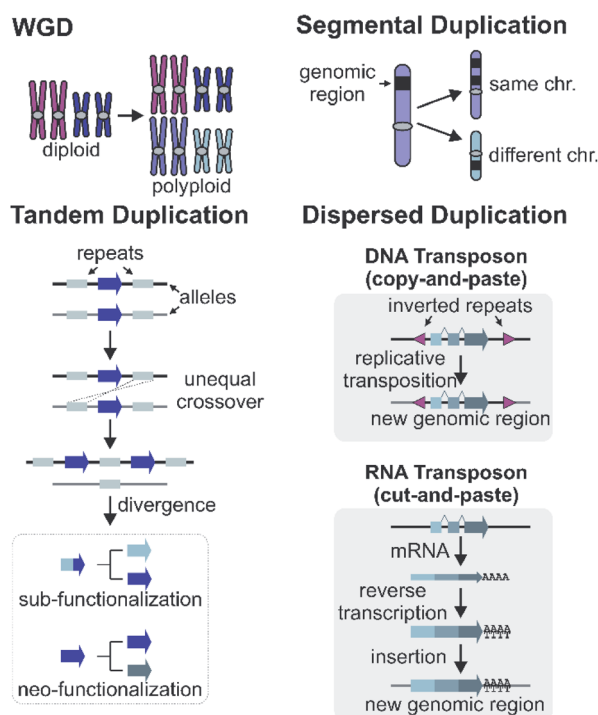 WGD
diploid
polyploid
Segmental Duplication
genomic
region
same chr.
different chr.
Tandem Duplication
repeats
alleles
unequal
crossover
divergence
sub-functionalization
neo-functionalization
Dispersed Duplication
DNA Transposon
(copy-and-paste)
inverted repeats
replicative
transposition
new genomic region
RNA Transposon
(cut-and-paste)
mRNA
AAAA
reverse
transcription
AAAA
TTTT
insertion
AAAA
TTTT
new genomic region